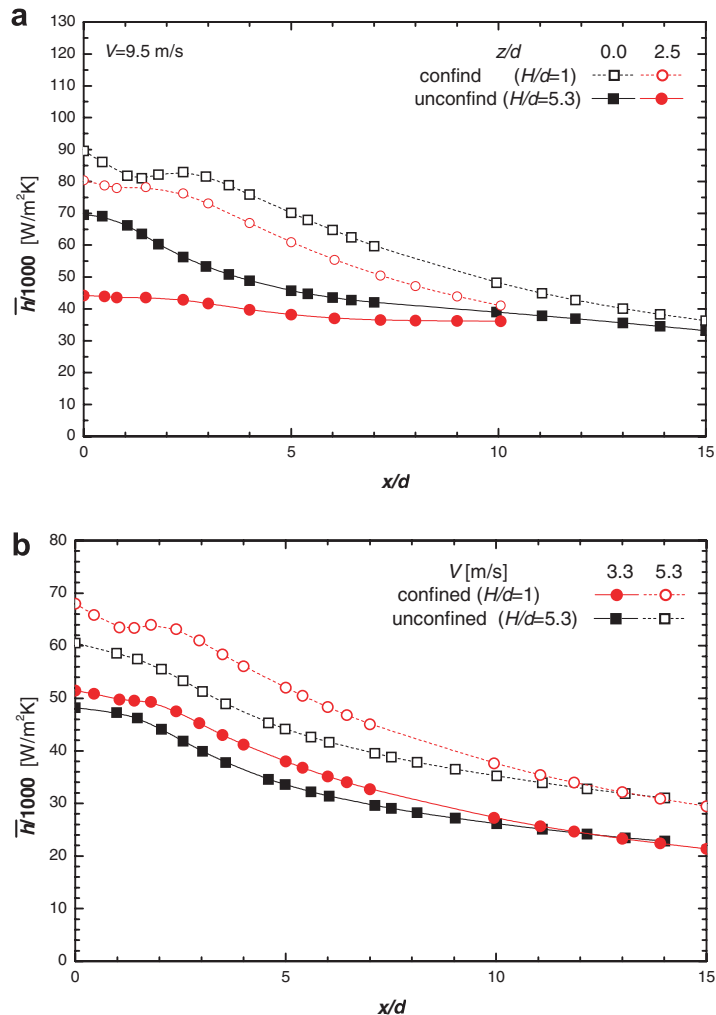 a
V=9.5 m/s
z/d 0.0 2.5
confind (H/d=1)
unconfind (H/d=5.3)
130
120
110
100
90
80
70
60
50
40
30
20
10
0
h/1000 [W/m²K]
0 5 10 15
x/d
b
V [m/s] 3.3 5.3
confined (H/d=1)
unconfined (H/d=5.3)
80
70
60
50
40
30
20
10
0
h/1000 [W/m²K]
0 5 10 15
x/d